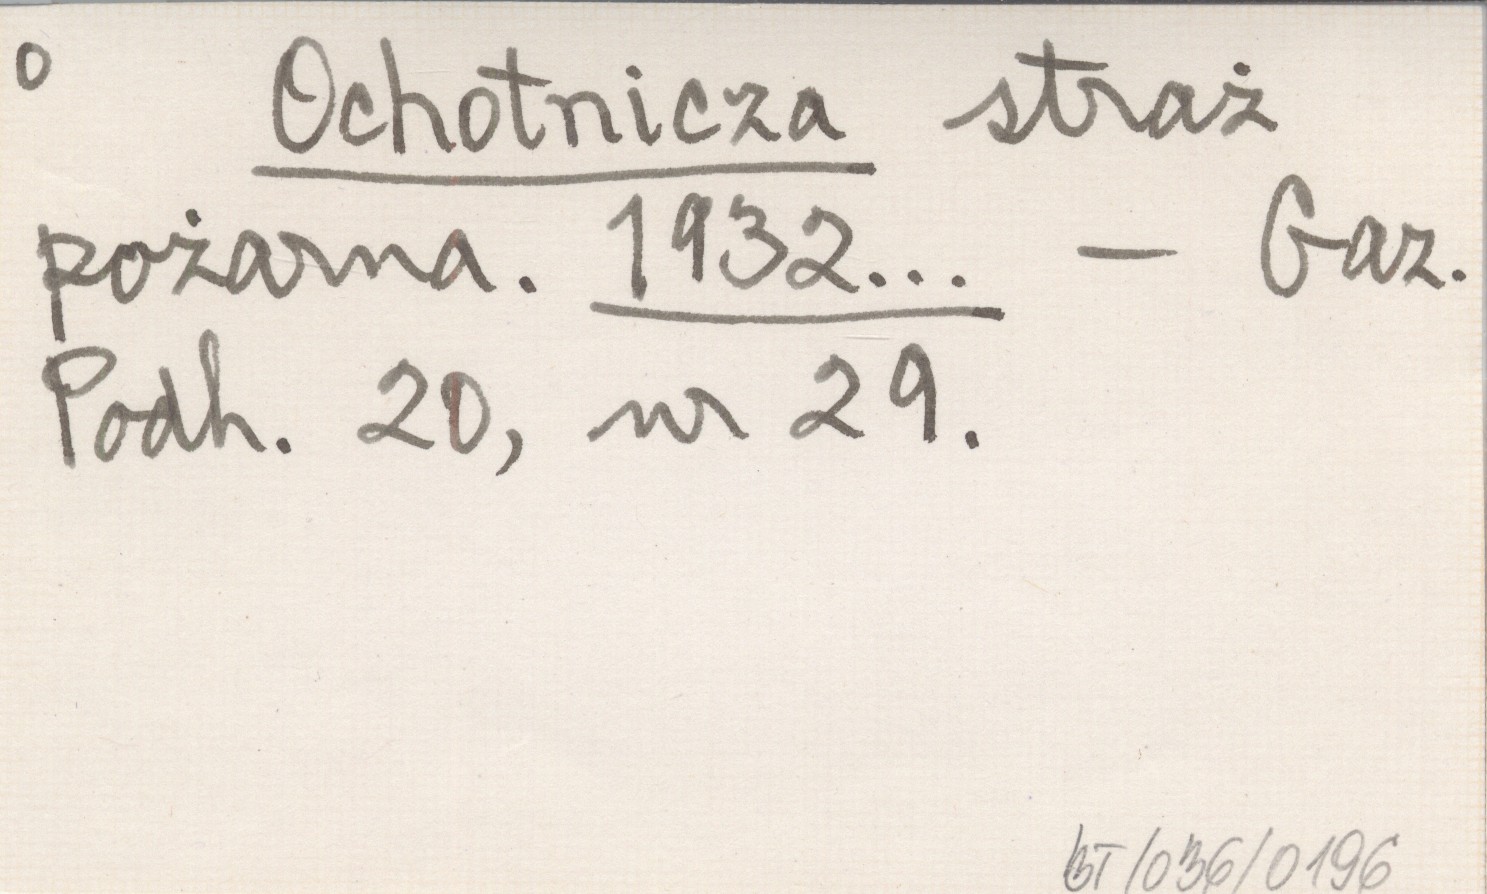 O Ochotnicza straż
pożarna. 1932... — Gaz.
Podh. 20, nr 29.
BT/036/0196